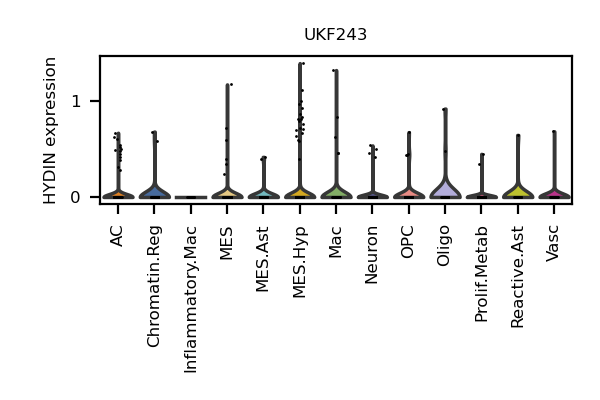 UKF243
HYDIN expression
1
0
AC
Chromatin.Reg
Inflammatory.Mac
MES
MES.Ast
MES.Hyp
Mac
Neuron
OPC
Oligo
Prolif.Metab
Reactive.Ast
Vasc